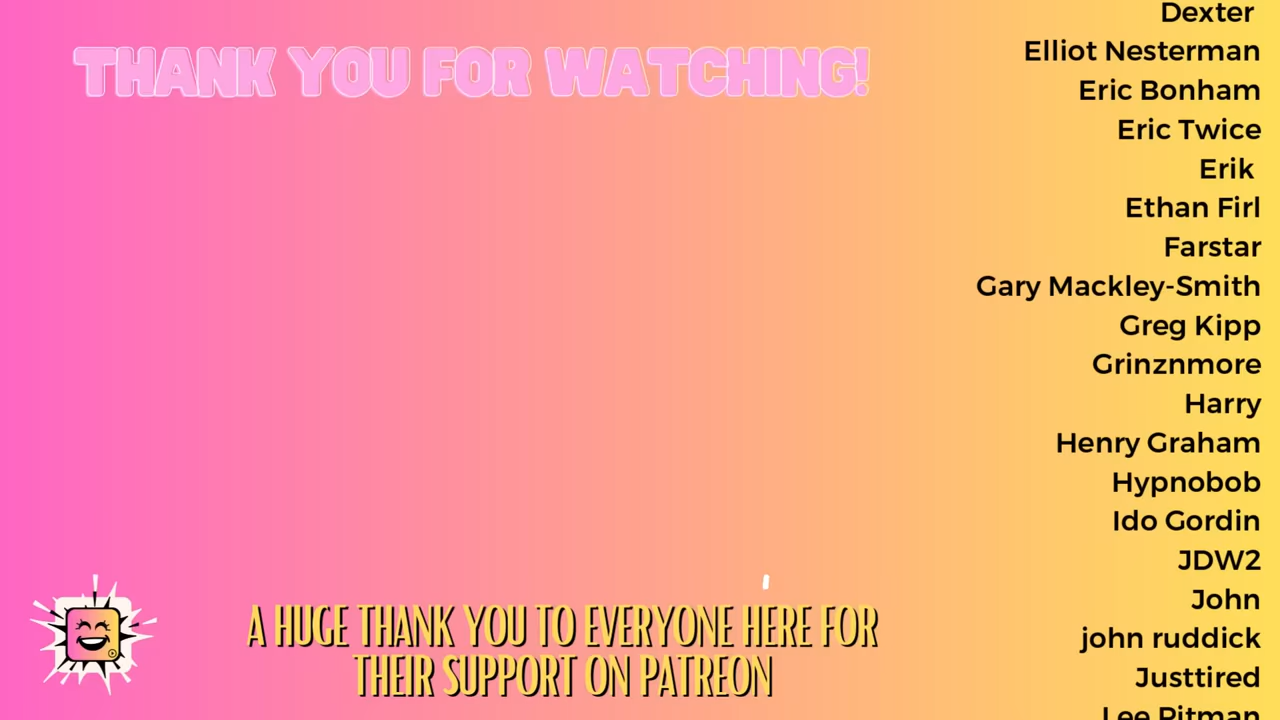 THANK YOU FOR WATCHING!
Dexter
Elliot Nesterman
Eric Bonham
Eric Twice
Erik
Ethan Firl
Farstar
Gary Mackley-Smith
Greg Kipp
Grinznmore
Harry
Henry Graham
Hypnobob
Ido Gordin
JDW2
John
john ruddick
Justtired
Lee Pitman
A HUGE THANK YOU TO EVERYONE HERE FOR
THEIR SUPPORT ON PATREON